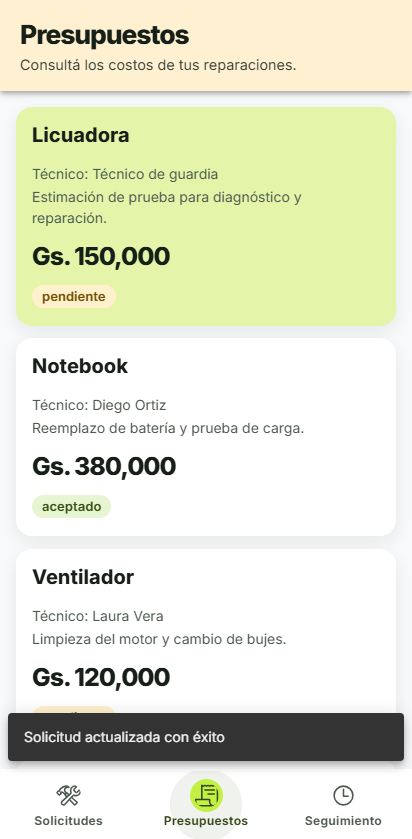 Presupuestos
Consultá los costos de tus reparaciones.
Licuadora
Técnico: Técnico de guardia
Estimación de prueba para diagnóstico y
reparación.
Gs. 150,000
pendiente
Notebook
Técnico: Diego Ortiz
Reemplazo de batería y prueba de carga.
Gs. 380,000
aceptado
Ventilador
Técnico: Laura Vera
Limpieza del motor y cambio de bujes.
Gs. 120,000
Solicitud actualizada con éxito
Solicitudes
Presupuestos
Seguimiento